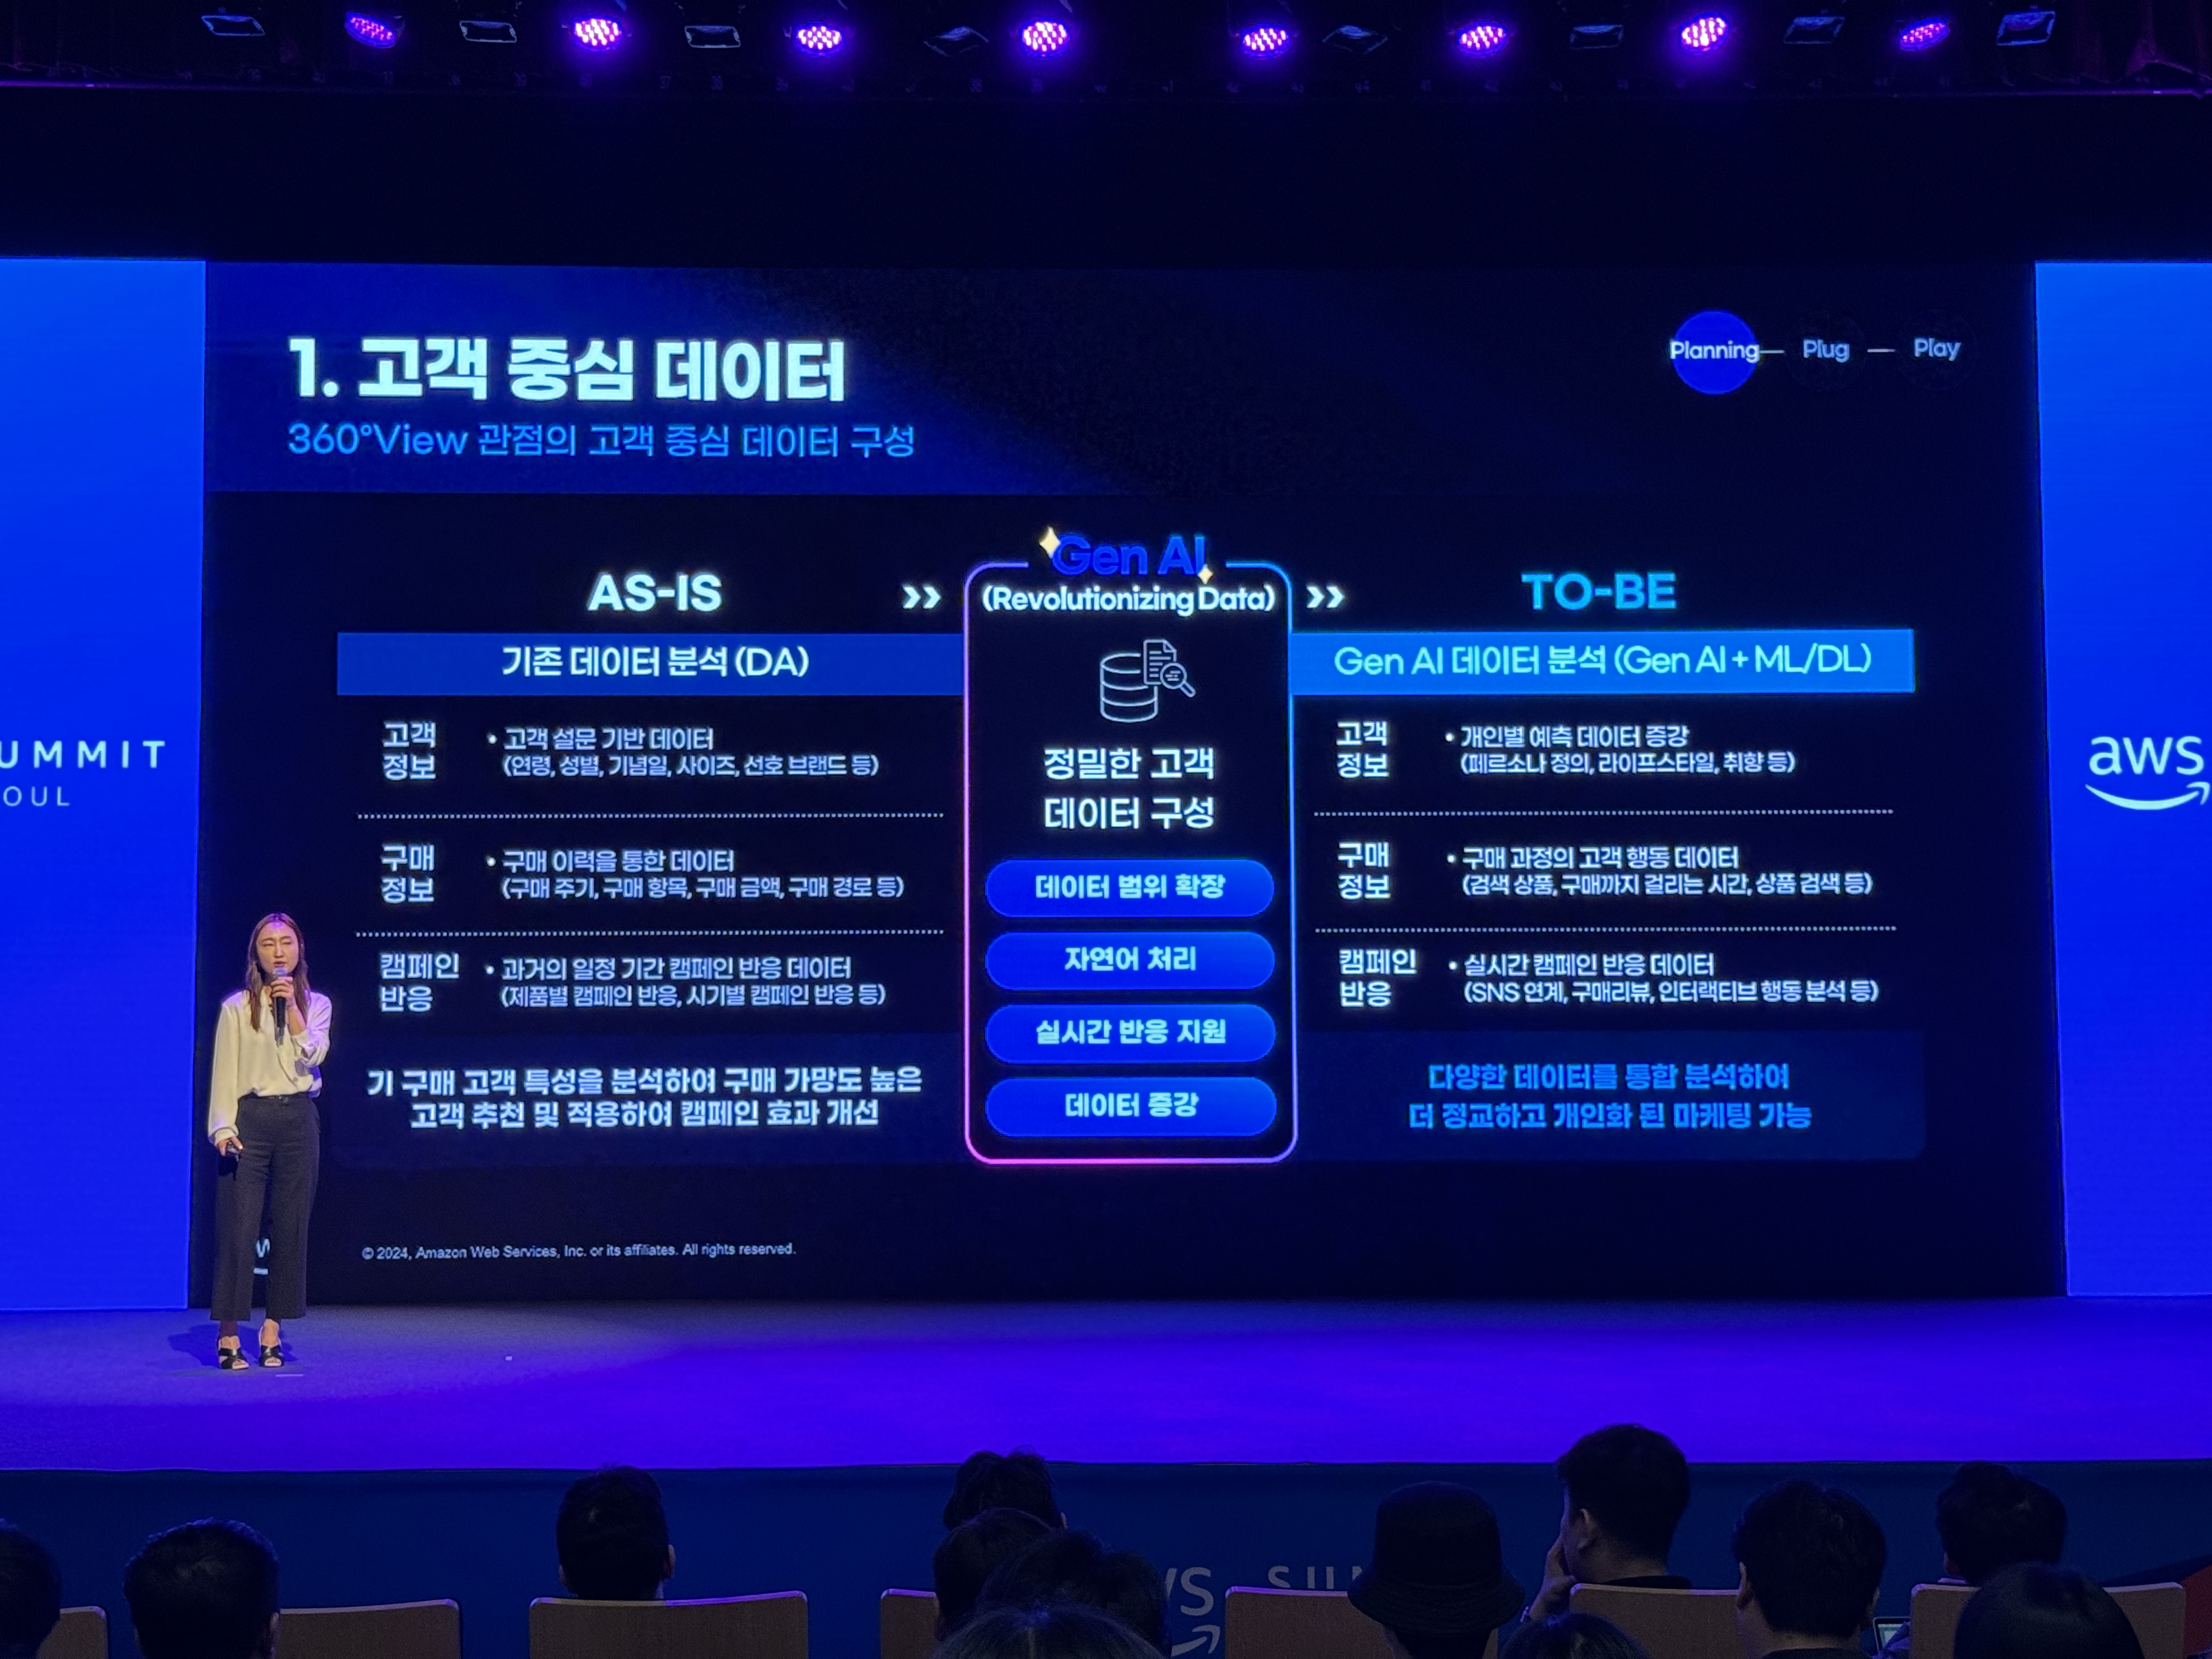 1. 고객 중심 데이터
360°View 관점의 고객 중심 데이터 구성
Planning — Plug — Play
AS-IS
»
Gen AI
(Revolutionizing Data)
»
TO-BE
기존 데이터 분석 (DA)
고객
정보
• 고객 설문 기반 데이터
(연령, 성별, 기념일, 사이즈, 선호 브랜드 등)
구매
정보
• 구매 이력을 통한 데이터
(구매 주기, 구매 항목, 구매 금액, 구매 경로 등)
캠페인
반응
• 과거의 일정 기간 캠페인 반응 데이터
(제품별 캠페인 반응, 시기별 캠페인 반응 등)
기 구매 고객 특성을 분석하여 구매 가망도 높은
고객 추천 및 적용하여 캠페인 효과 개선
정밀한 고객
데이터 구성
데이터 범위 확장
자연어 처리
실시간 반응 지원
데이터 증강
Gen AI 데이터 분석 (Gen AI + ML/DL)
고객
정보
• 개인별 예측 데이터 증강
(페르소나 정의, 라이프스타일, 취향 등)
구매
정보
• 구매 과정의 고객 행동 데이터
(검색 상품, 구매까지 걸리는 시간, 상품 검색 등)
캠페인
반응
• 실시간 캠페인 반응 데이터
(SNS 연계, 구매리뷰, 인터랙티브 행동 분석 등)
다양한 데이터를 통합 분석하여
더 정교하고 개인화 된 마케팅 가능
© 2024, Amazon Web Services, Inc. or its affiliates. All rights reserved.
UMMIT
OUL
aws